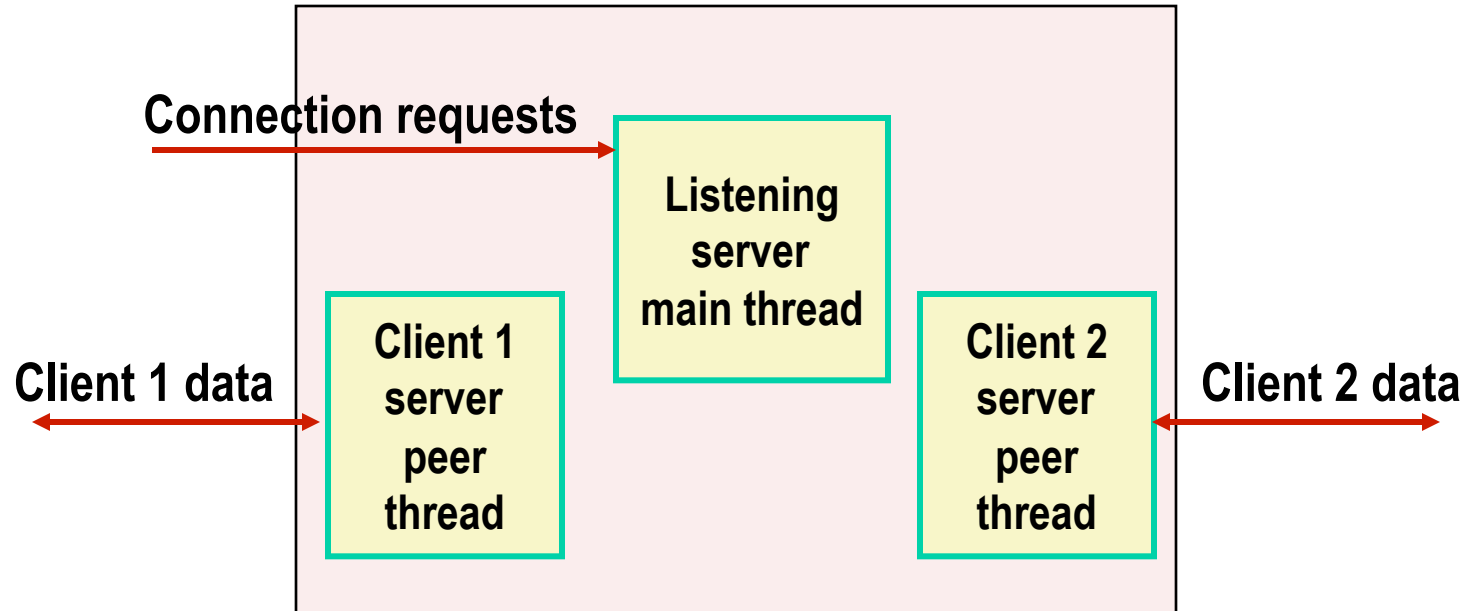 Connection requests
Listening
server
main thread
Client 1
server
peer
thread
Client 2
server
peer
thread
Client 1 data
Client 2 data